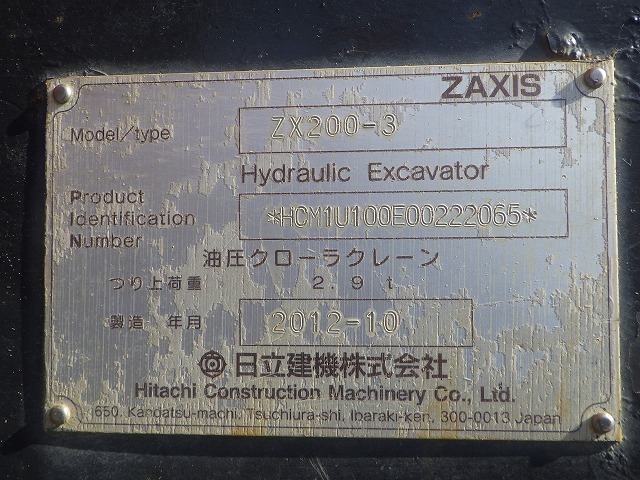 ZAXIS
Model/type ZX200-3
Hydraulic Excavator
Product Identification Number *HCM1U100E00222065*
油圧クローラクレーン
つり上荷重 2.9 t
製造 年月 2012-10
日立建機株式会社
Hitachi Construction Machinery Co., Ltd.
650, Kandatsu-machi, Tsuchiura-shi, Ibaraki-ken, 300-0013 Japan